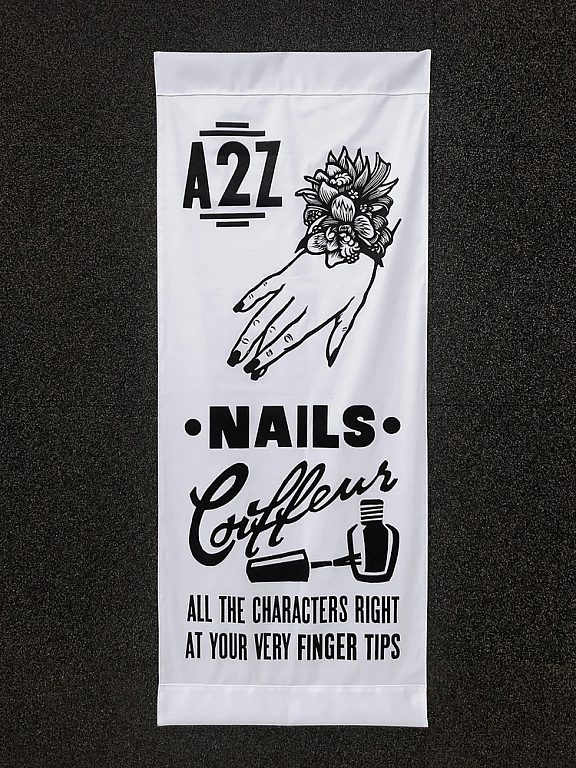 A2Z
•NAILS•
Coiffeur
ALL THE CHARACTERS RIGHT
AT YOUR VERY FINGER TIPS